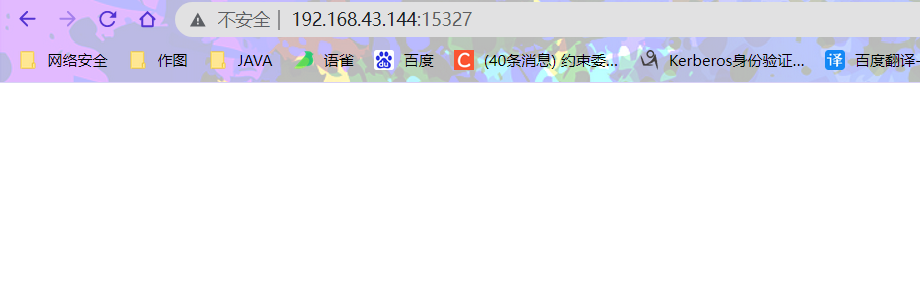 不安全 | 192.168.43.144:15327
网络安全 作图 JAVA 语雀 du 百度 C (40条消息) 约束委... Kerberos身份验证... 译 百度翻译-